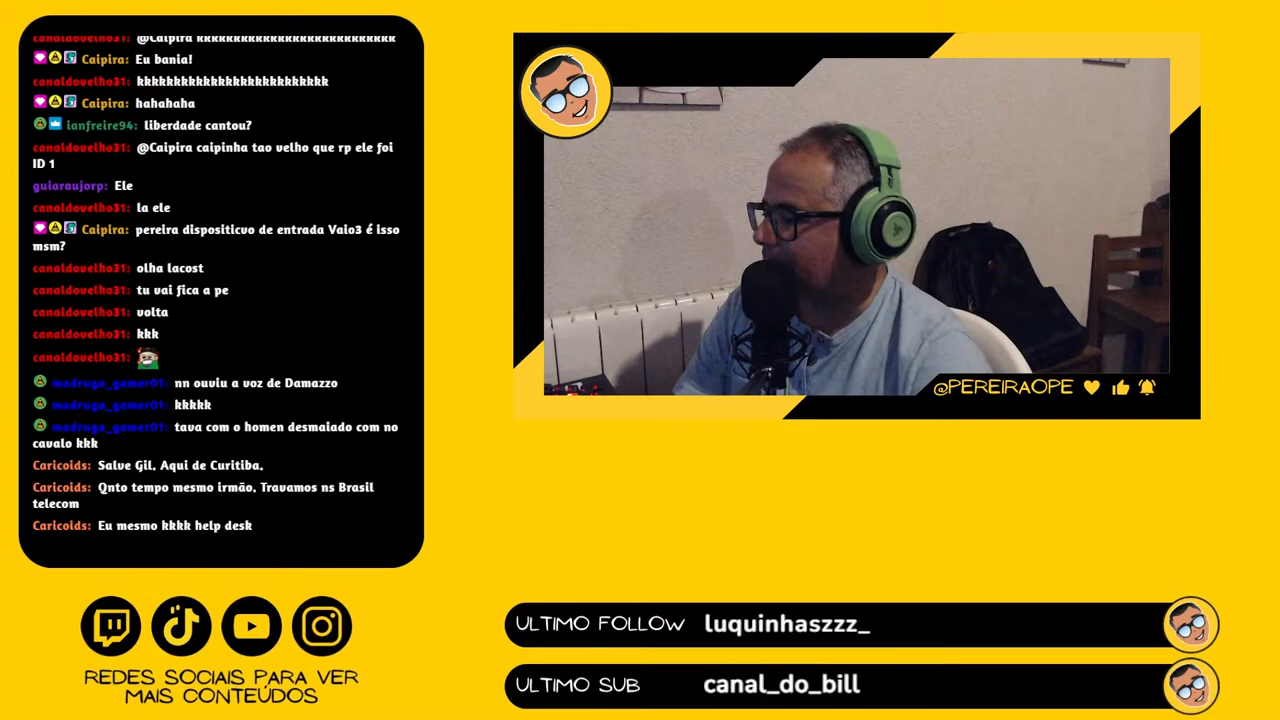 canaldovelho31: @Caipira kkkkkkkkkkkkkkkkkkkkkkkkkkk
Caipira: Eu bania!
canaldovelho31: kkkkkkkkkkkkkkkkkkkkkkkkkk
Caipira: hahahaha
ianfreire94: liberdade cantou?
canaldovelho31: @Caipira caipinha tao velho que rp ele foi
ID 1
guiaraujorp: Ele
canaldovelho31: la ele
Caipira: pereira dispositicvo de entrada Vaio3 é isso
msm?
canaldovelho31: olha lacost
canaldovelho31: tu vai fica a pe
canaldovelho31: volta
canaldovelho31: kkk
canaldovelho31:
madruga_gamer01: nn ouviu a voz de Damazzo
madruga_gamer01: kkkkk
madruga_gamer01: tava com o homen desmaiado com no
cavalo kkk
Caricoids: Salve Gil. Aqui de Curitiba.
Caricoids: Qnto tempo mesmo irmão. Travamos ns Brasil
telecom
Caricoids: Eu mesmo kkkk help desk
REDES SOCIAIS PARA VER
MAIS CONTEÚDOS
@PEREIRAOPE
ULTIMO FOLLOW luquinhaszzz_
ULTIMO SUB canal_do_bill